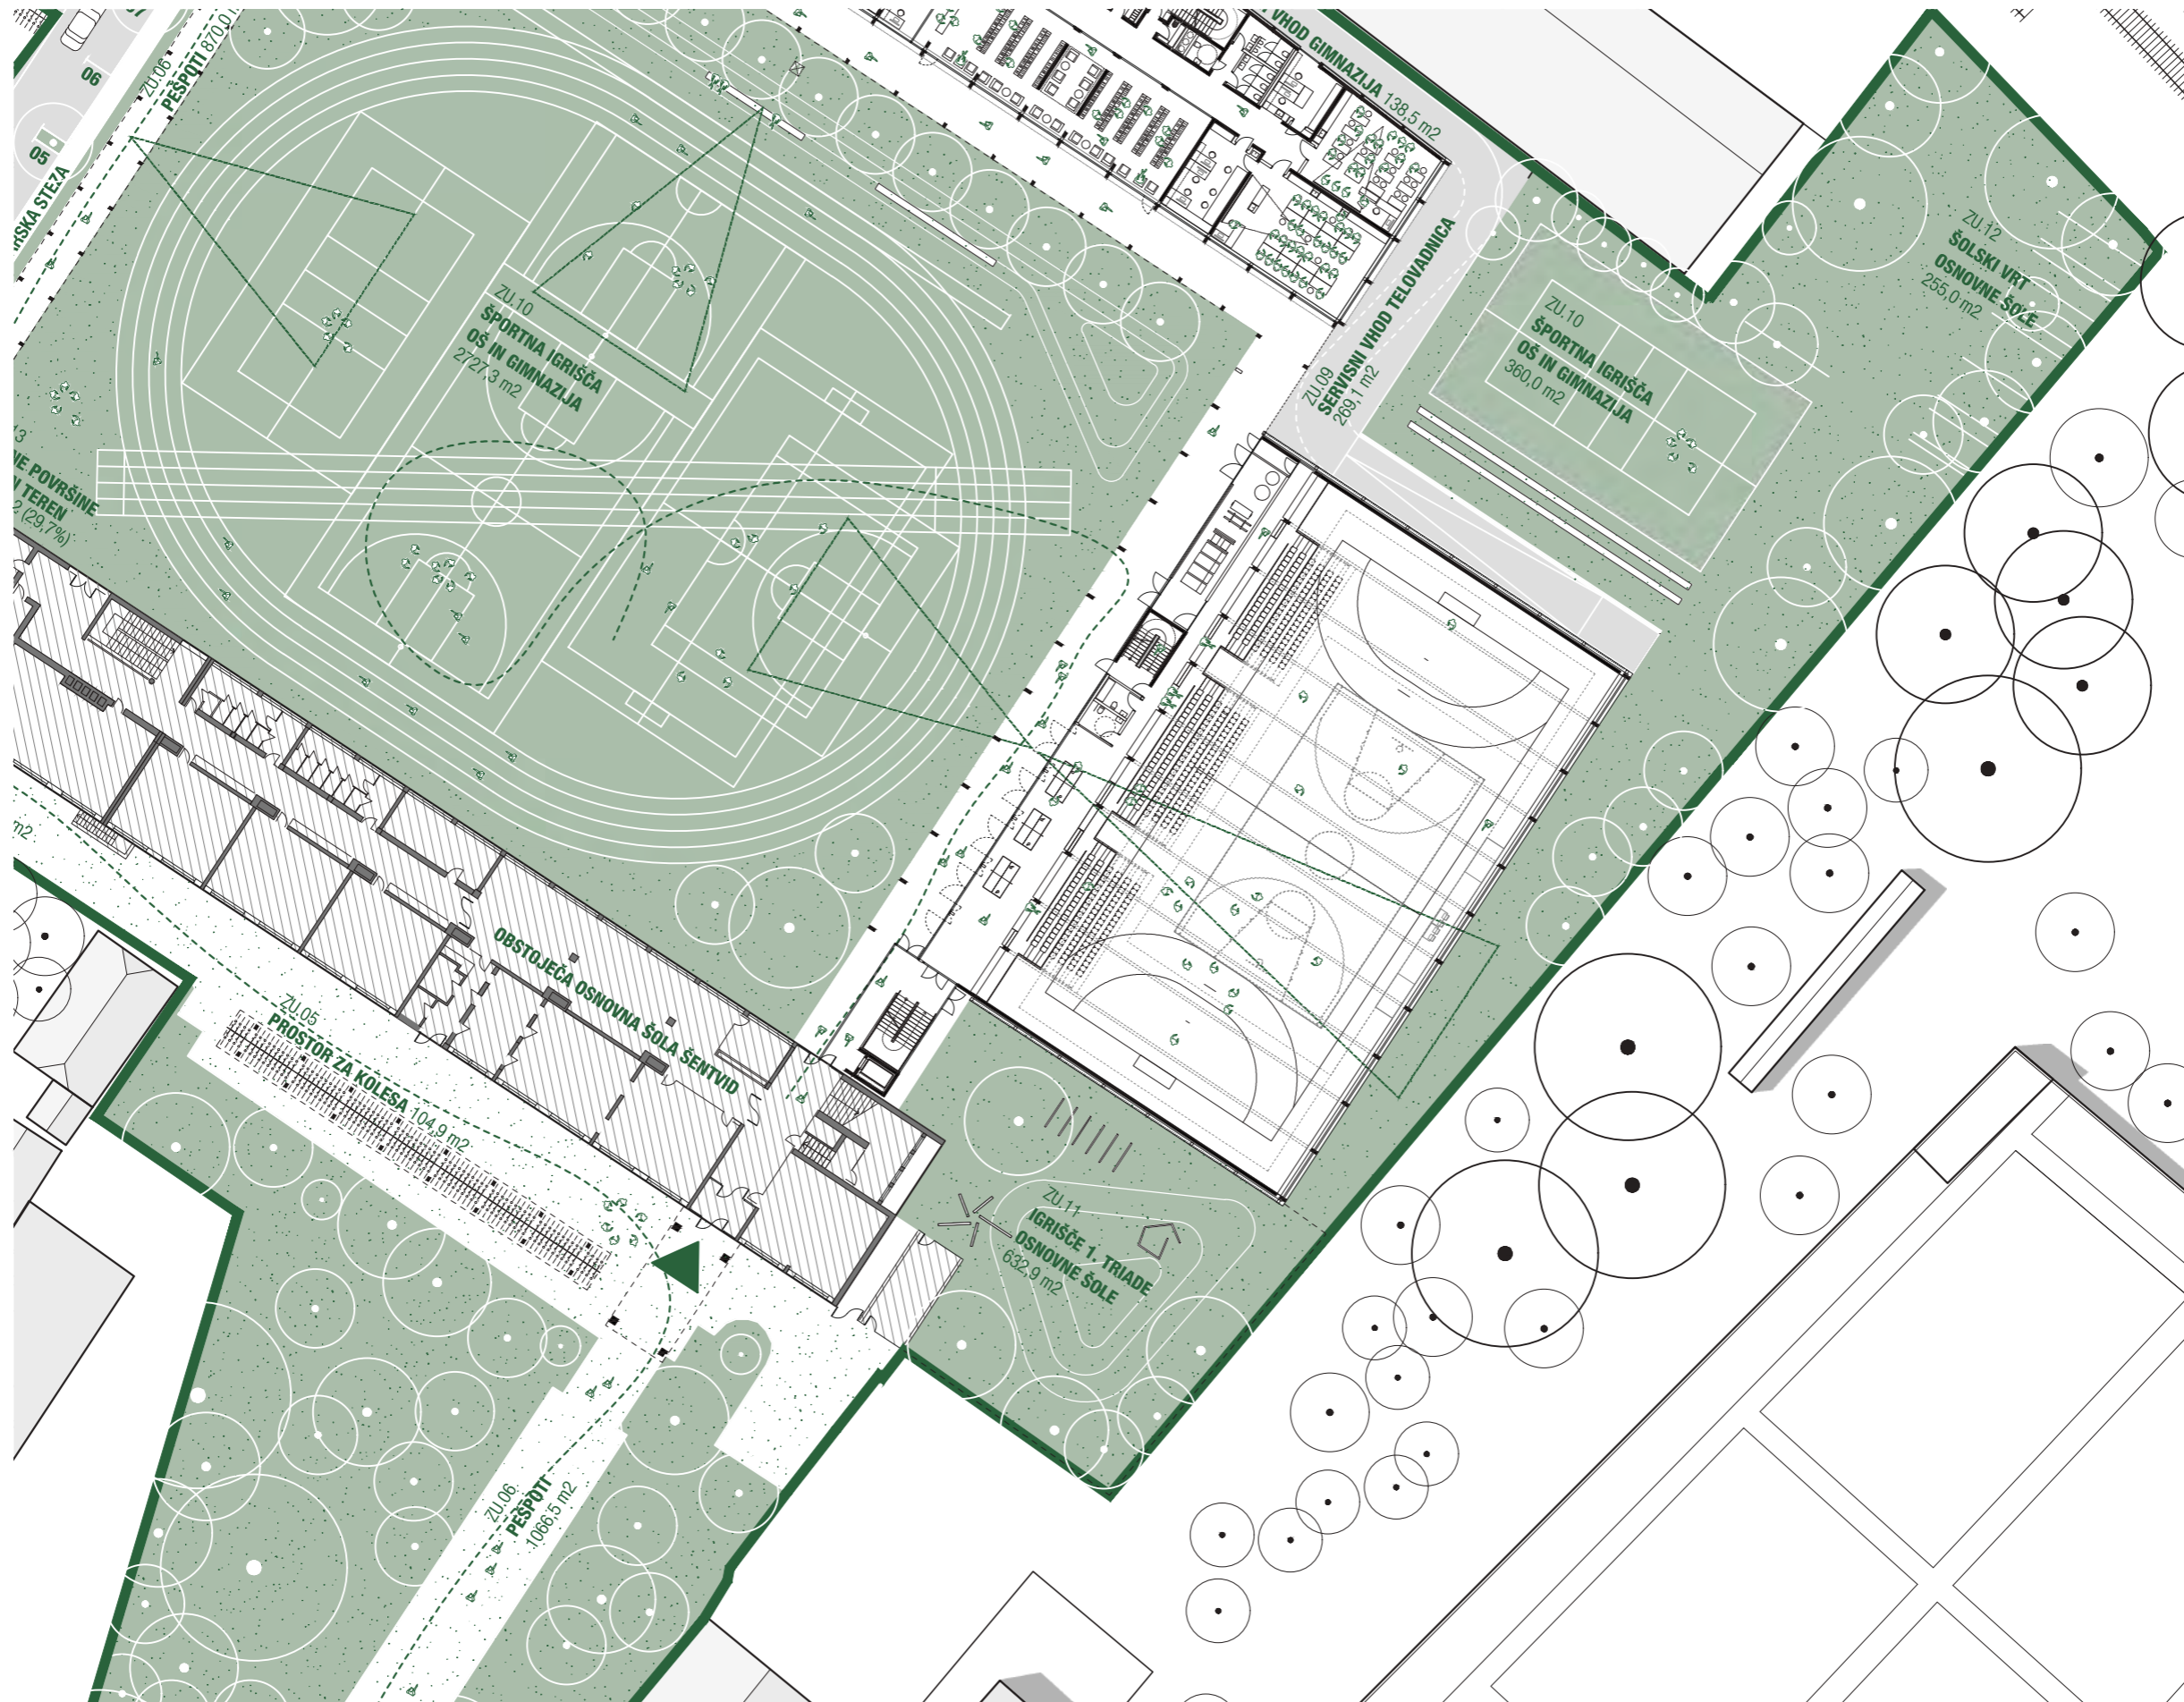 06
05
ZU.06
PEŠPOTI 870,0
RSKA STEZA
VHOD GIMNAZIJA 138,5 m2
ZU.12
ŠOLSKI VRT
OSNOVNE ŠOLE
255,0 m2
ZU.10
ŠPORTNA IGRIŠČA
OŠ IN GIMNAZIJA
2727,3 m2
ZU.10
ŠPORTNA IGRIŠČA
OŠ IN GIMNAZIJA
360,0 m2
ZU.09
SERVISNI VHOD TELOVADNICA
269,1 m2
13
NE POVRŠINE
N TEREN
2 (29,7%)
m2
OBSTOJEČA OSNOVNA ŠOLA ŠENTVID
ZU.05
PROSTOR ZA KOLESA 104,9 m2
ZU.11
IGRIŠČE 1. TRIADE
OSNOVNE ŠOLE
632,9 m2
ZU.06
PEŠPOTI
1066,5 m2